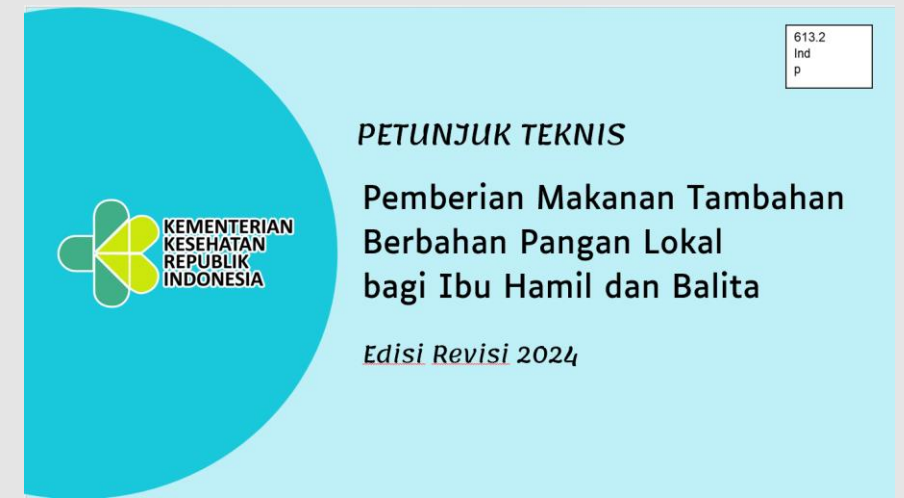 613.2
Ind
p
PETUNJUK TEKNIS
Pemberian Makanan Tambahan
Berbahan Pangan Lokal
bagi Ibu Hamil dan Balita
Edisi Revisi 2024
KEMENTERIAN
KESEHATAN
REPUBLIK
INDONESIA